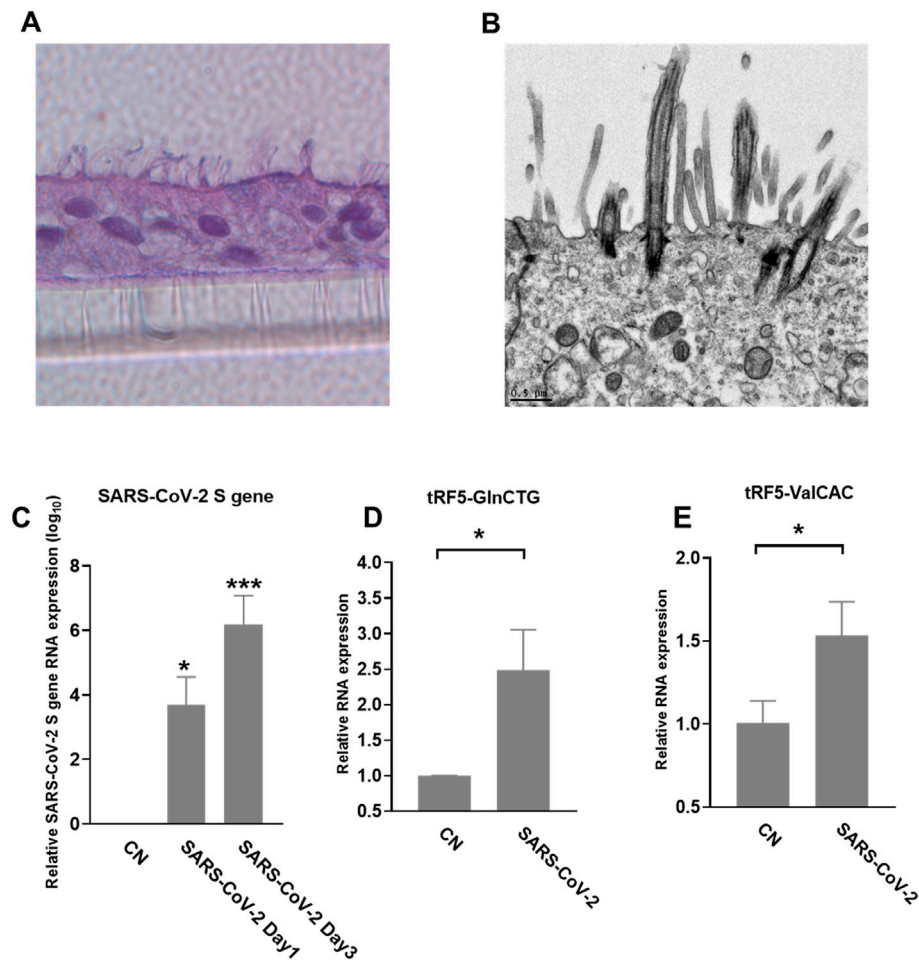 A
B
0.5 μm
C
SARS-CoV-2 S gene
Relative SARS-CoV-2 S gene RNA expression (log10)
8
6
4
2
0
*
***
CN
SARS-CoV-2 Day1
SARS-CoV-2 Day3
D
tRF5-GlnCTG
*
Relative RNA expression
4.0
3.5
3.0
2.5
2.0
1.5
1.0
0.5
CN
SARS-CoV-2
E
tRF5-ValCAC
*
Relative RNA expression
2.0
1.5
1.0
0.5
CN
SARS-CoV-2